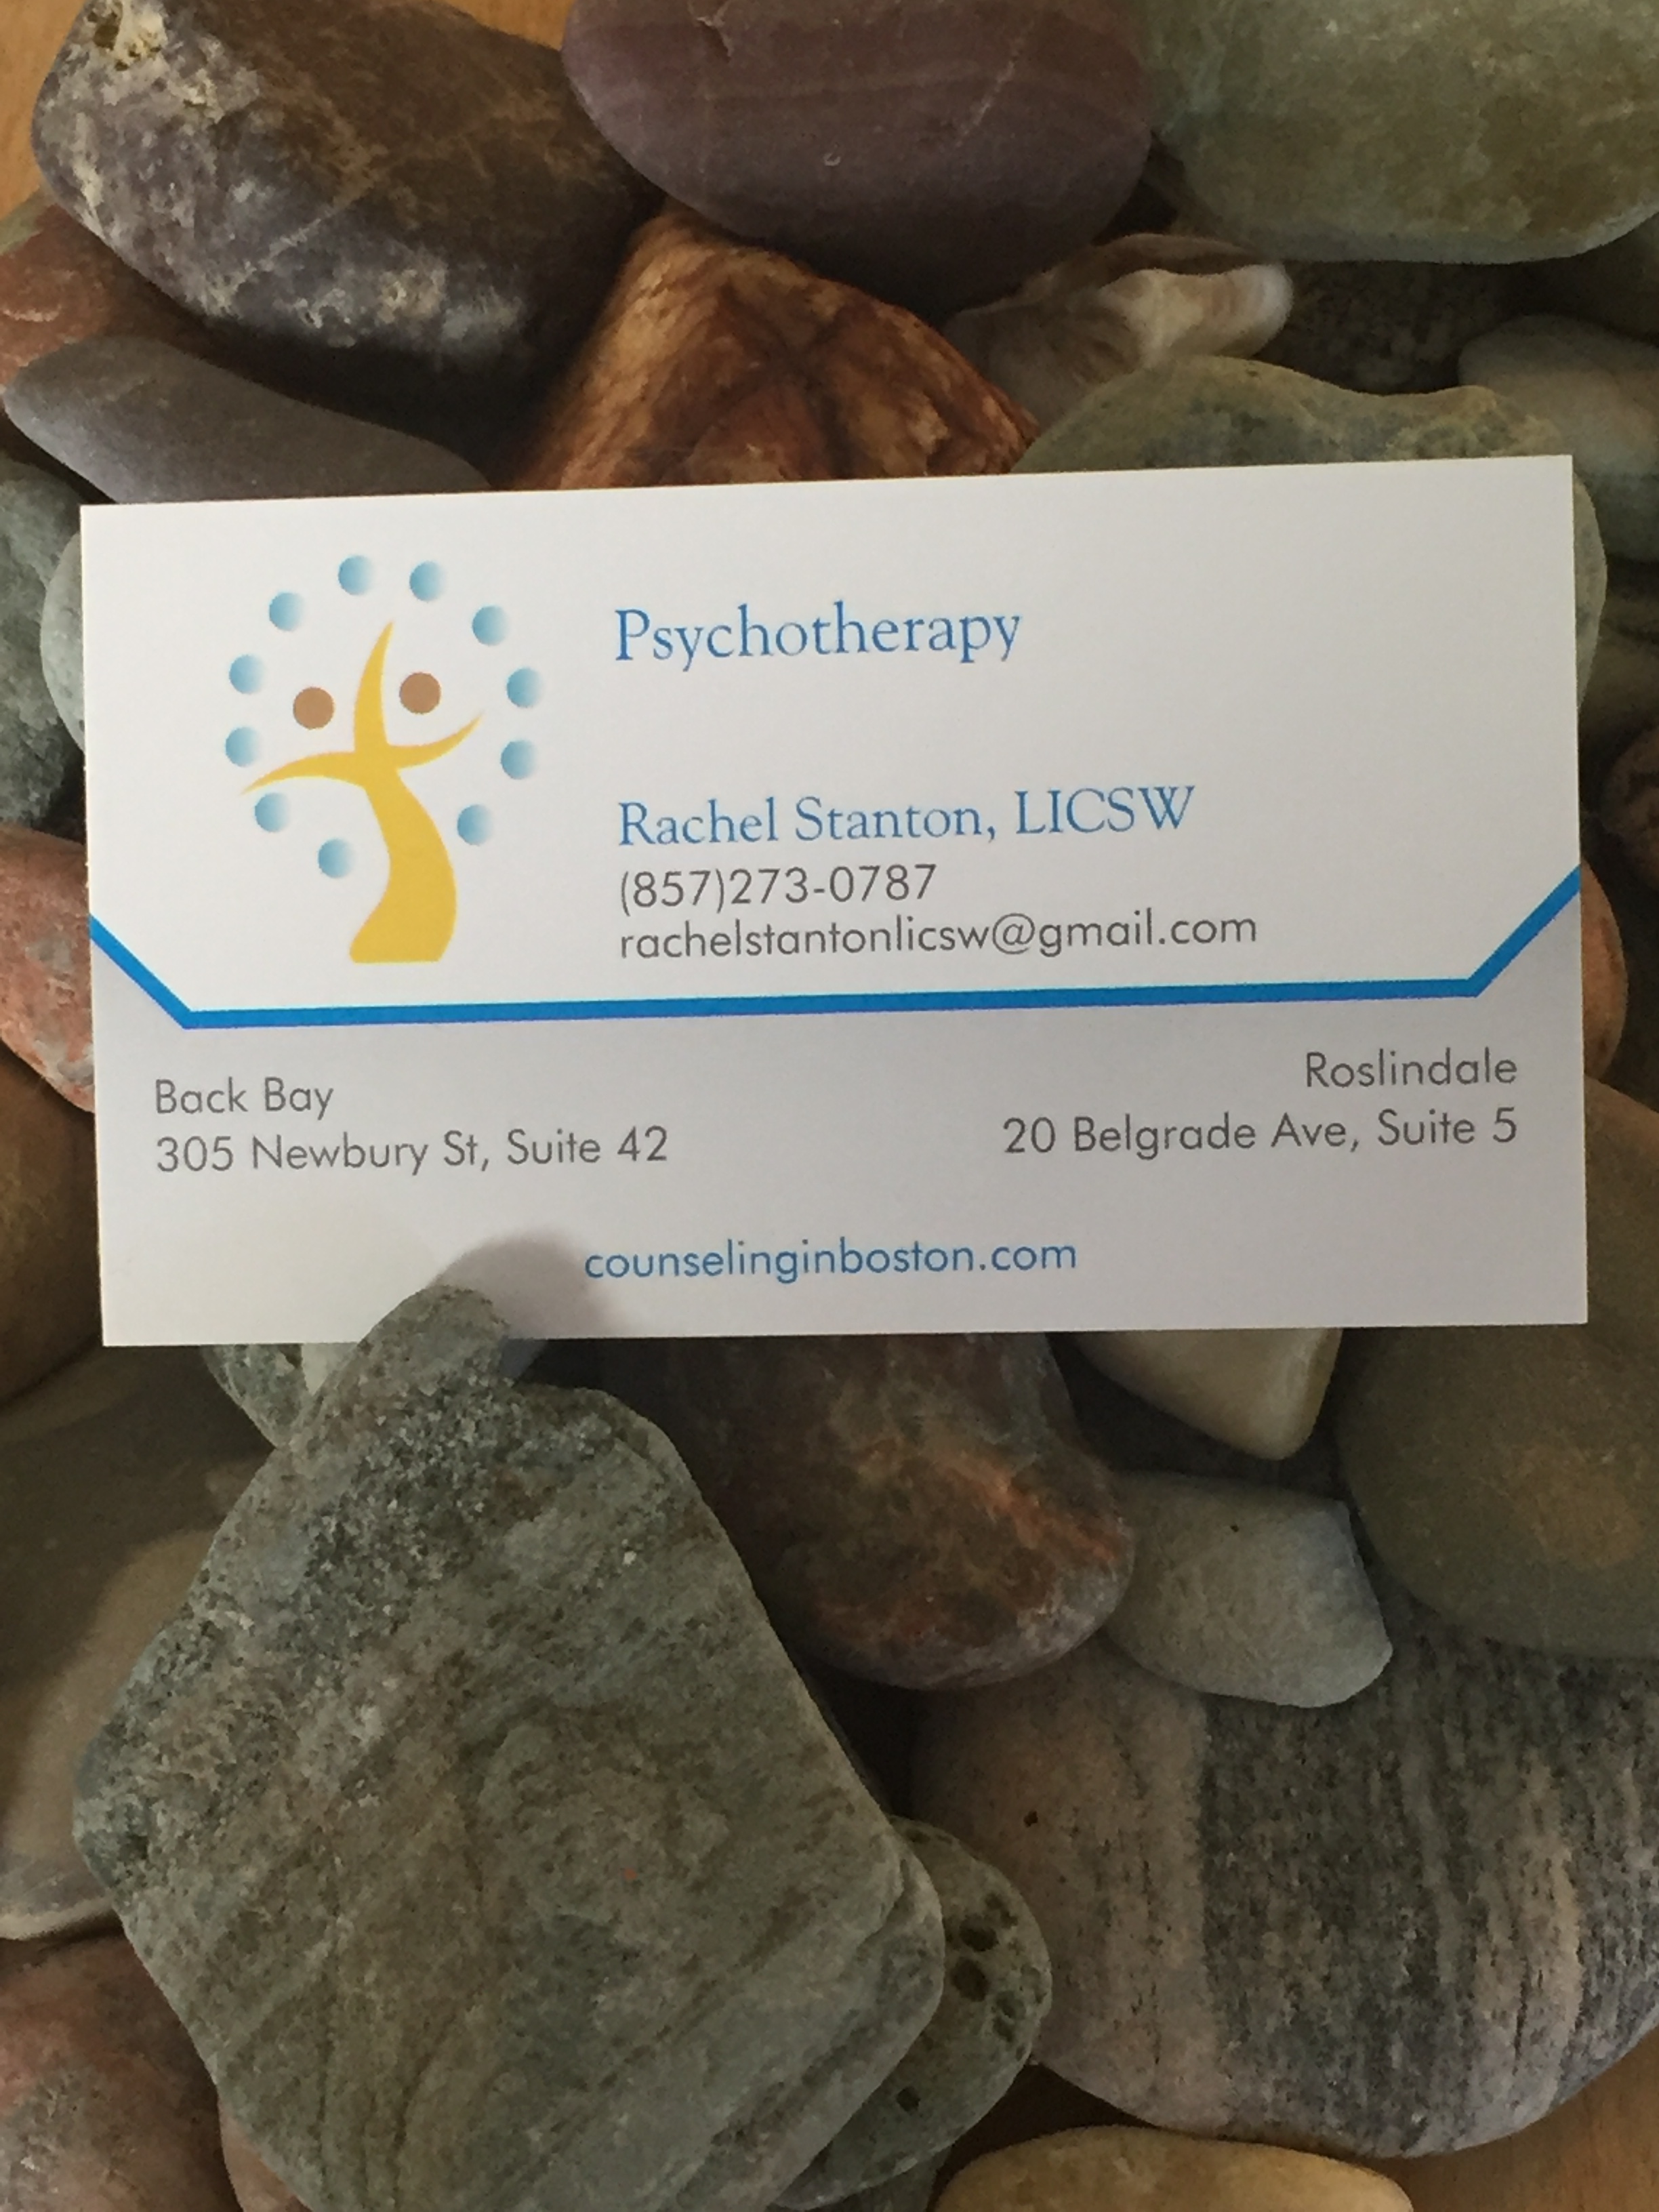 Psychotherapy
Rachel Stanton, LICSW
(857)273-0787
rachelstantonlicsw@gmail.com
Back Bay
305 Newbury St, Suite 42
Roslindale
20 Belgrade Ave, Suite 5
counselinginboston.com